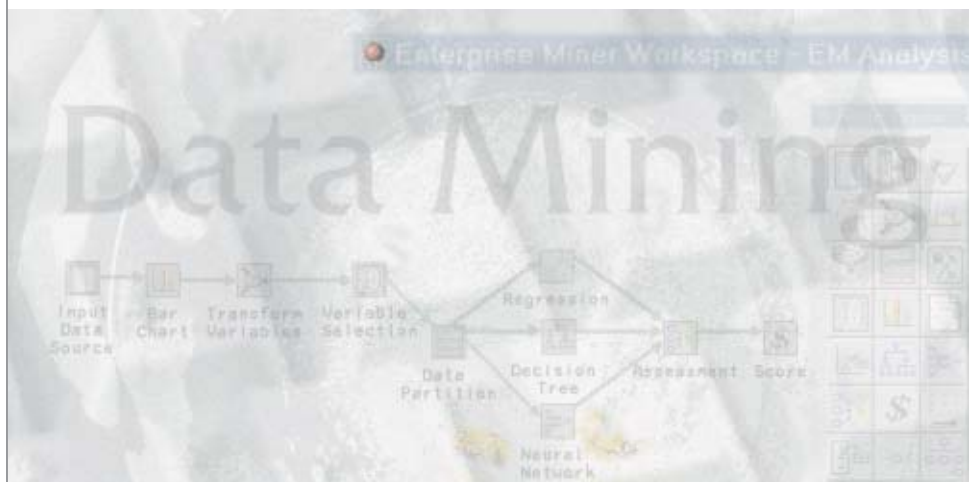 Enterprise Miner Workspace - EM Analysis
Data Mining
Input
Data
Source
Bar
Chart
Transform
Variables
Variable
Selection
Data
Partition
Regression
Decision
Tree
Neural
Network
Assessment
Score